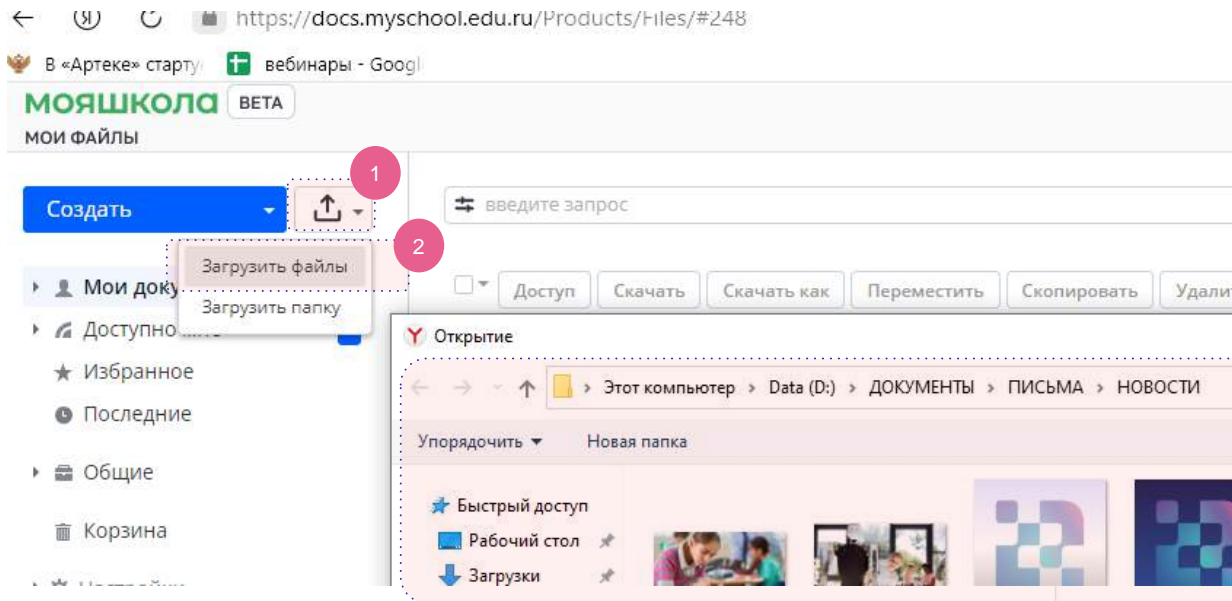 https://docs.myschool.edu.ru/Products/Files/#248
В «Артеке» старту
вебинары - Googl
МОЯШКОЛА BETA
МОИ ФАЙЛЫ
1
Создать
введите запрос
2
Загрузить файлы
Мои доку
Доступ Скачать Скачать как Переместить Скопировать Удали
Загрузить папку
Доступно
Открытие
Избранное
Этот компьютер > Data (D:) > ДОКУМЕНТЫ > ПИСЬМА > НОВОСТИ
Последние
Упорядочить Новая папка
Общие
Быстрый доступ
Корзина
Рабочий стол
Загрузки